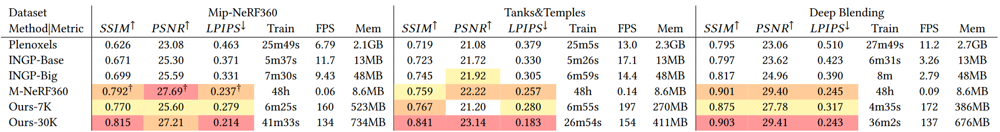 Dataset Mip-NeRF360 Tanks&Temples Deep Blending
Method|Metric SSIM↑ PSNR↑ LPIPS↓ Train FPS Mem SSIM↑ PSNR↑ LPIPS↓ Train FPS Mem SSIM↑ PSNR↑ LPIPS↓ Train FPS Mem
Plenoxels 0.626 23.08 0.463 25m49s 6.79 2.1GB 0.719 21.08 0.379 25m5s 13.0 2.3GB 0.795 23.06 0.510 27m49s 11.2 2.7GB
INGP-Base 0.671 25.30 0.371 5m37s 11.7 13MB 0.723 21.72 0.330 5m26s 17.1 13MB 0.797 23.62 0.423 6m31s 3.26 13MB
INGP-Big 0.699 25.59 0.331 7m30s 9.43 48MB 0.745 21.92 0.305 6m59s 14.4 48MB 0.817 24.96 0.390 8m 2.79 48MB
M-NeRF360 0.792† 27.69† 0.237† 48h 0.06 8.6MB 0.759 22.22 0.257 48h 0.14 8.6MB 0.901 29.40 0.245 48h 0.09 8.6MB
Ours-7K 0.770 25.60 0.279 6m25s 160 523MB 0.767 21.20 0.280 6m55s 197 270MB 0.875 27.78 0.317 4m35s 172 386MB
Ours-30K 0.815 27.21 0.214 41m33s 134 734MB 0.841 23.14 0.183 26m54s 154 411MB 0.903 29.41 0.243 36m2s 137 676MB